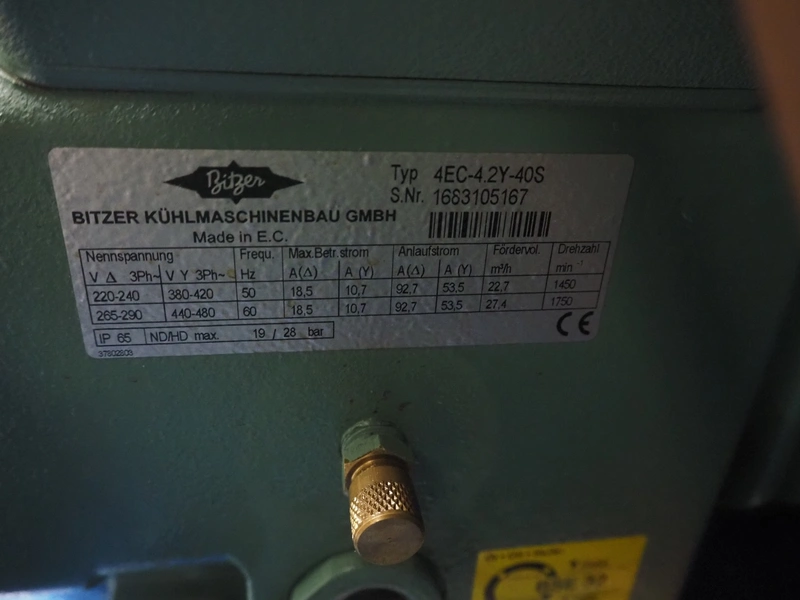 Bitzer
Typ 4EC-4.2Y-40S
S.Nr. 1683105167
BITZER KÜHLMASCHINENBAU GMBH
Made in E.C.
Nennspannung Frequ. Max.Betr.strom Anlaufstrom Fördervol. Drehzahl
V Δ 3Ph~ V Y 3Ph~ Hz A(Δ) A (Y) A(Δ) A (Y) m³/h min⁻¹
220-240 380-420 50 18,5 10,7 92,7 53,5 22,7 1450
265-290 440-480 60 18,5 10,7 92,7 53,5 27.4 1750
IP 65 ND/HD max. 19 / 28 bar
CE
BSE 32